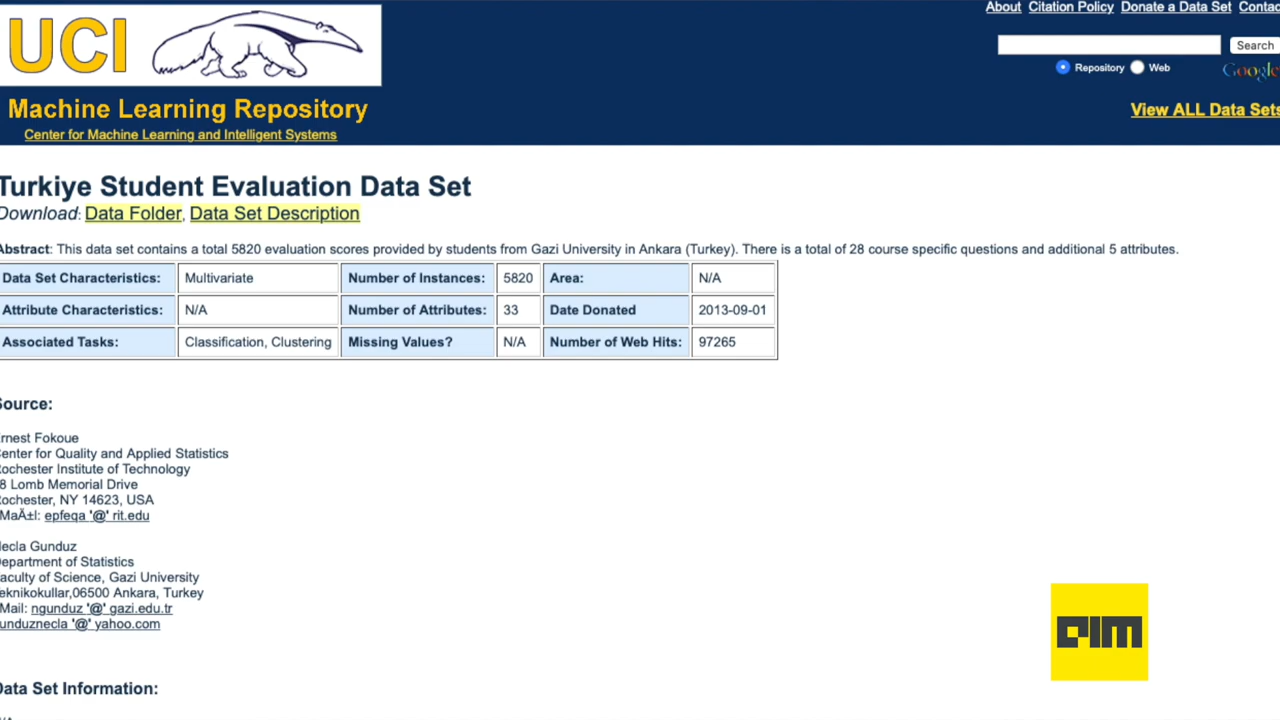 About Citation Policy Donate a Data Set Contac
UCI
Search
Repository Web
Google
Machine Learning Repository
View ALL Data Sets
Center for Machine Learning and Intelligent Systems
Turkiye Student Evaluation Data Set
Download: Data Folder, Data Set Description
Abstract: This data set contains a total 5820 evaluation scores provided by students from Gazi University in Ankara (Turkey). There is a total of 28 course specific questions and additional 5 attributes.
Data Set Characteristics: Multivariate Number of Instances: 5820 Area: N/A
Attribute Characteristics: N/A Number of Attributes: 33 Date Donated 2013-09-01
Associated Tasks: Classification, Clustering Missing Values? N/A Number of Web Hits: 97265
Source:
rnest Fokoue
enter for Quality and Applied Statistics
ochester Institute of Technology
8 Lomb Memorial Drive
ochester, NY 14623, USA
MaÄ±l: epfeqa '@' rit.edu
ecla Gunduz
epartment of Statistics
aculty of Science, Gazi University
eknikokullar,06500 Ankara, Turkey
Mail: ngunduz '@' gazi.edu.tr
unduznecla '@' yahoo.com
AIM
Data Set Information: